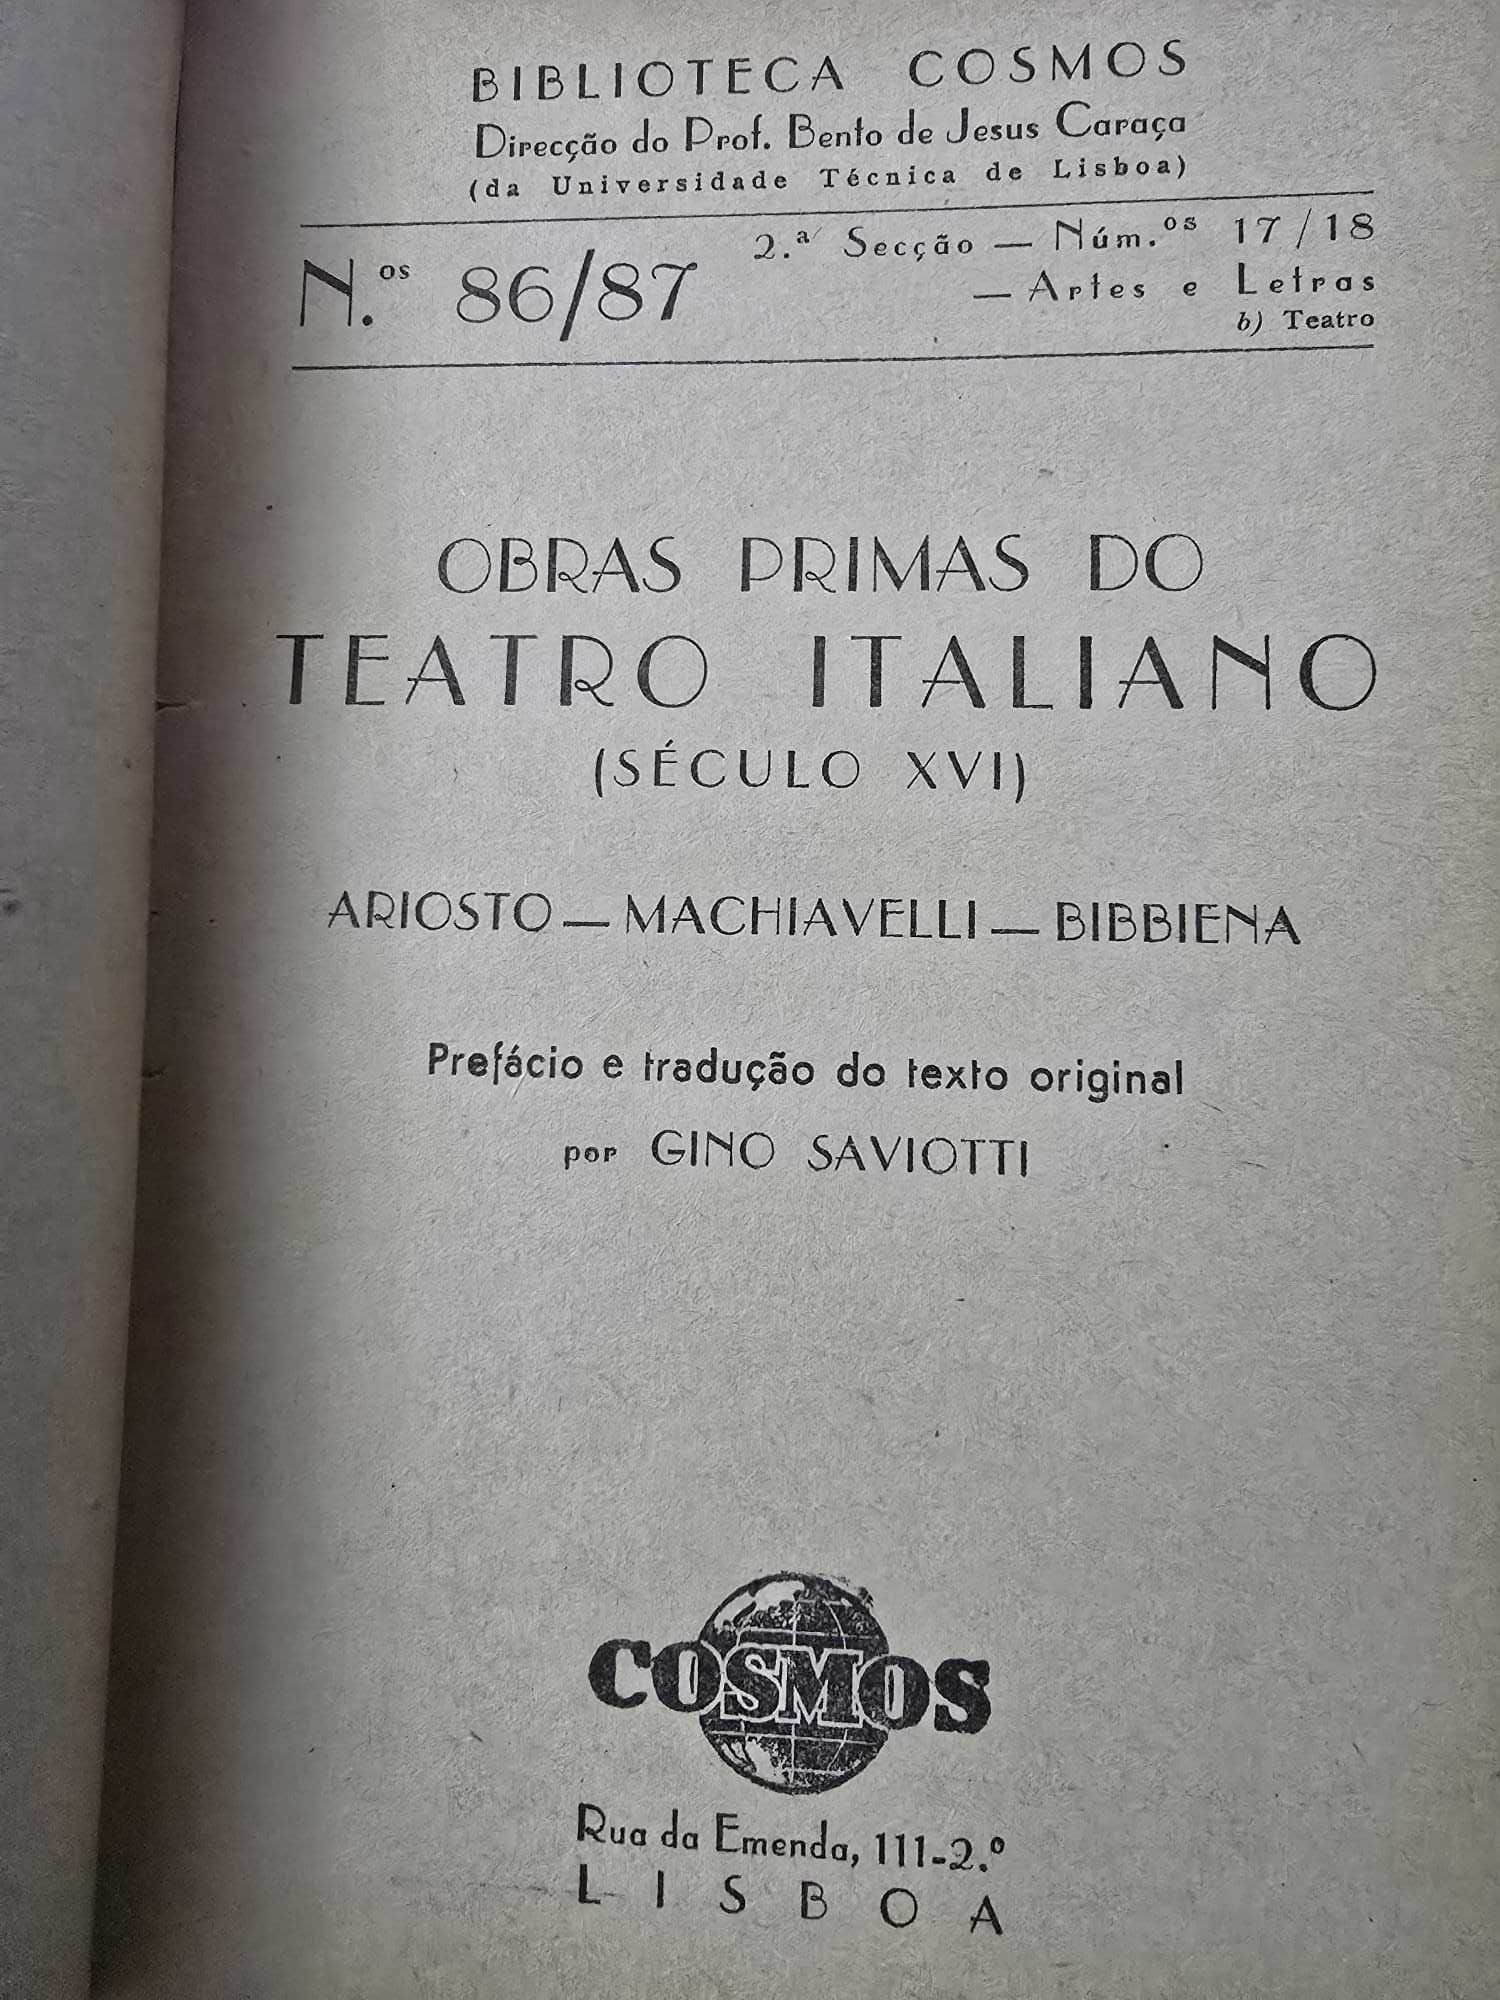 BIBLIOTECA COSMOS
Direcção do Prof. Bento de Jesus Caraça
(da Universidade Técnica de Lisboa)
N.os 86/87
2.ª Secção — Núm.os 17/18
— Artes e Letras
b) Teatro
OBRAS PRIMAS DO
TEATRO ITALIANO
(SÉCULO XVI)
ARIOSTO — MACHIAVELLI — BIBBIENA
Prefácio e tradução do texto original
por GINO SAVIOTTI
COSMOS
Rua da Emenda, 111-2.º
LISBOA